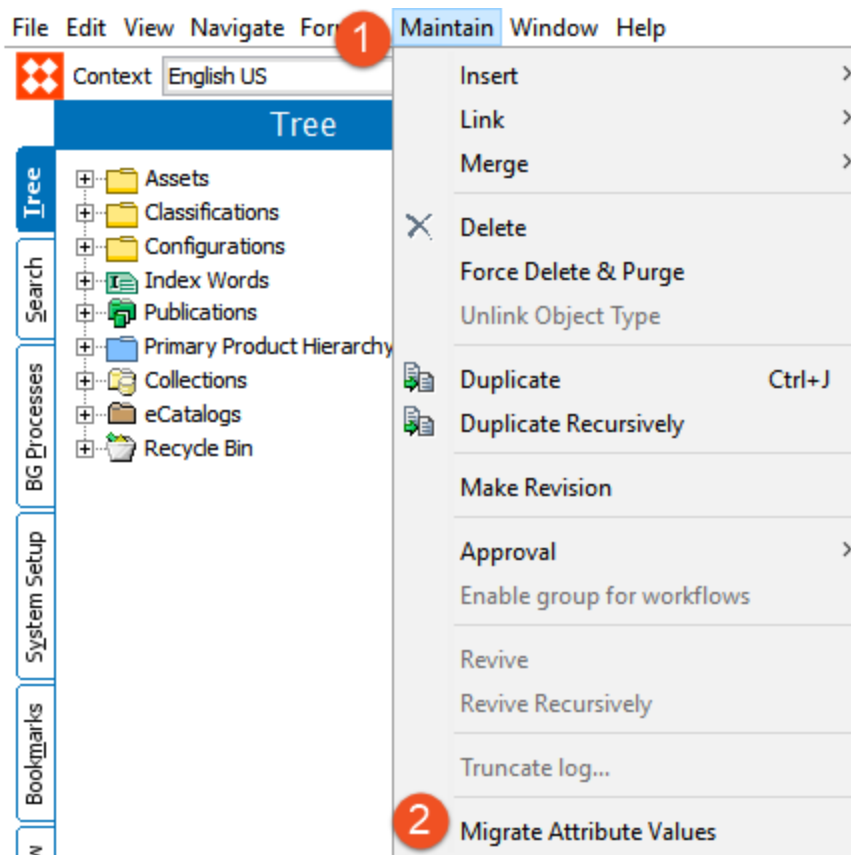 File Edit View Navigate For 1 Maintain Window Help
Context English US
Tree
Tree
Search
BG Processes
System Setup
Bookmarks
Assets
Classifications
Configurations
Index Words
Publications
Primary Product Hierarchy
Collections
eCatalogs
Recycle Bin
Insert
Link
Merge
Delete
Force Delete & Purge
Unlink Object Type
Duplicate Ctrl+J
Duplicate Recursively
Make Revision
Approval
Enable group for workflows
Revive
Revive Recursively
Truncate log...
2 Migrate Attribute Values